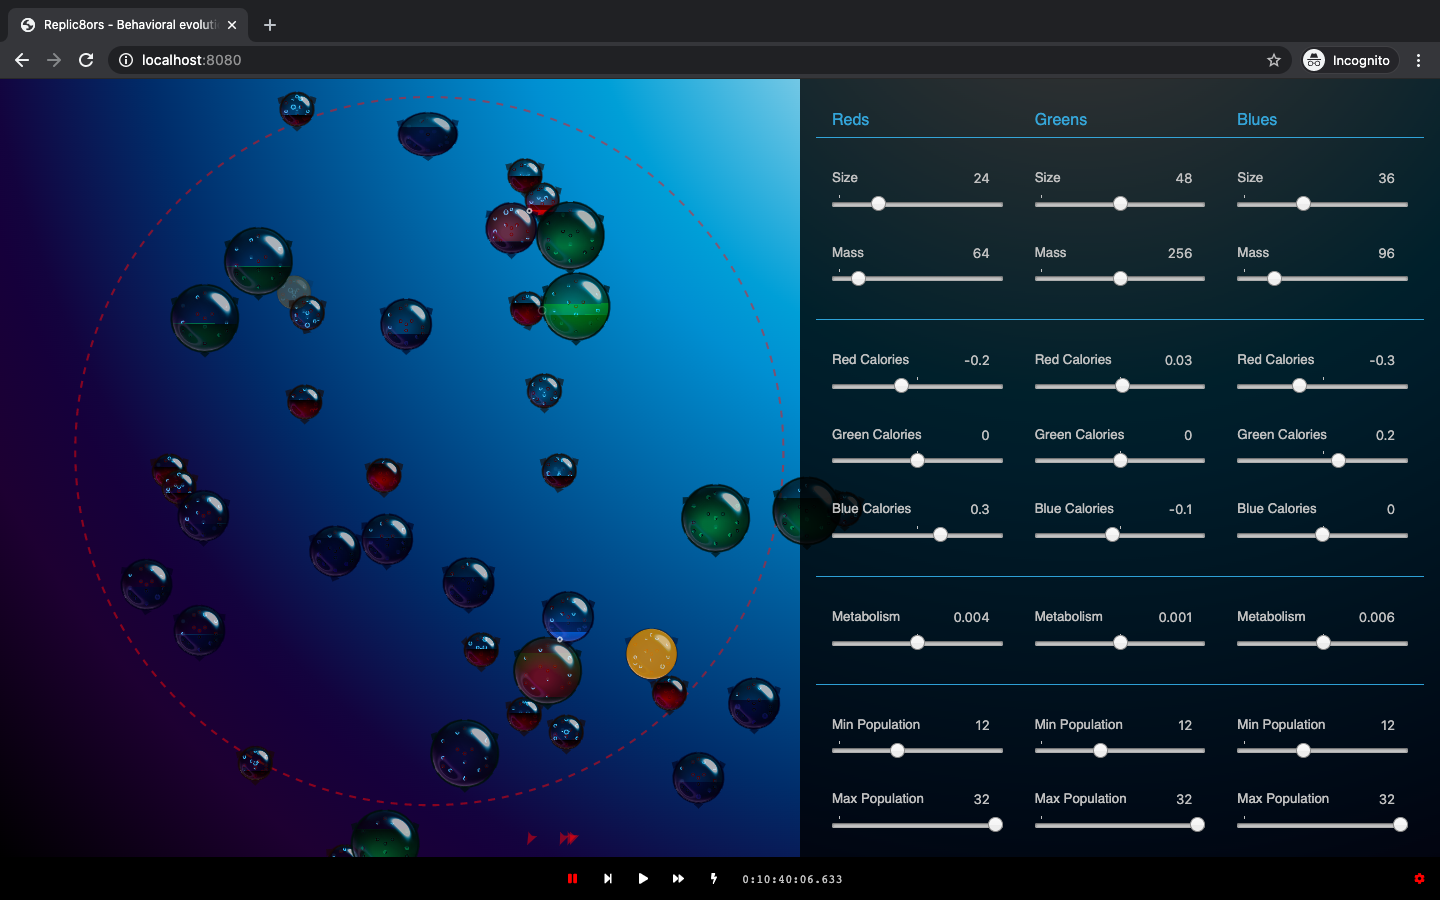 Replic8ors - Behavioral evoluti
localhost:8080
Incognito
Reds Greens Blues
Size 24 Size 48 Size 36
Mass 64 Mass 256 Mass 96
Red Calories -0.2 Red Calories 0.03 Red Calories -0.3
Green Calories 0 Green Calories 0 Green Calories 0.2
Blue Calories 0.3 Blue Calories -0.1 Blue Calories 0
Metabolism 0.004 Metabolism 0.001 Metabolism 0.006
Min Population 12 Min Population 12 Min Population 12
Max Population 32 Max Population 32 Max Population 32
0:10:40:06.633